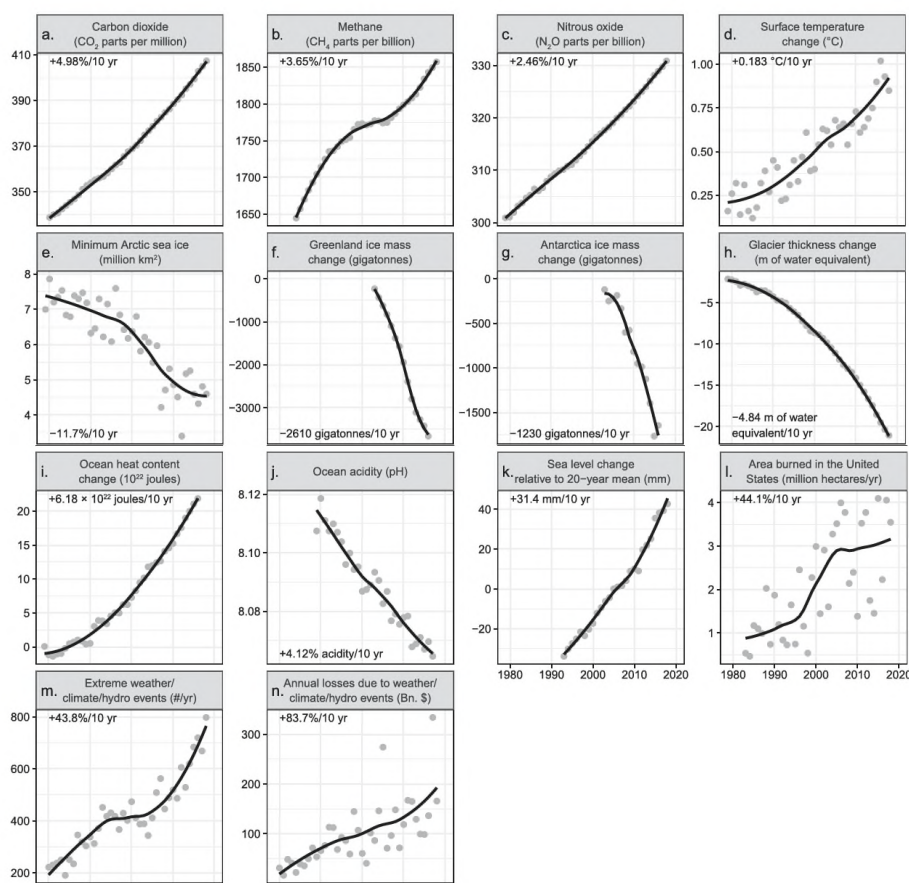 a.
Carbon dioxide
(CO₂ parts per million)
+4.98%/10 yr
410
390
370
350
b.
Methane
(CH₄ parts per billion)
+3.65%/10 yr
1850
1800
1750
1700
1650
c.
Nitrous oxide
(N₂O parts per billion)
+2.46%/10 yr
330
320
310
300
d.
Surface temperature
change (°C)
+0.183 °C/10 yr
1.00
0.75
0.50
0.25
e.
Minimum Arctic sea ice
(million km²)
8
7
6
5
4
−11.7%/10 yr
f.
Greenland ice mass
change (gigatonnes)
0
−1000
−2000
−3000
−2610 gigatonnes/10 yr
g.
Antarctica ice mass
change (gigatonnes)
0
−500
−1000
−1500
−1230 gigatonnes/10 yr
h.
Glacier thickness change
(m of water equivalent)
−5
−10
−15
−20
−4.84 m of water
equivalent/10 yr
i.
Ocean heat content
change (10²² joules)
+6.18 × 10²² joules/10 yr
20
15
10
5
0
j.
Ocean acidity (pH)
8.12
8.10
8.08
+4.12% acidity/10 yr
k.
Sea level change
relative to 20−year mean (mm)
+31.4 mm/10 yr
40
20
0
−20
1980 1990 2000 2010 2020
l.
Area burned in the United
States (million hectares/yr)
+44.1%/10 yr
4
3
2
1
1980 1990 2000 2010 2020
m.
Extreme weather/
climate/hydro events (#/yr)
+43.8%/10 yr
800
600
400
200
n.
Annual losses due to weather/
climate/hydro events (Bn. $)
+83.7%/10 yr
300
200
100